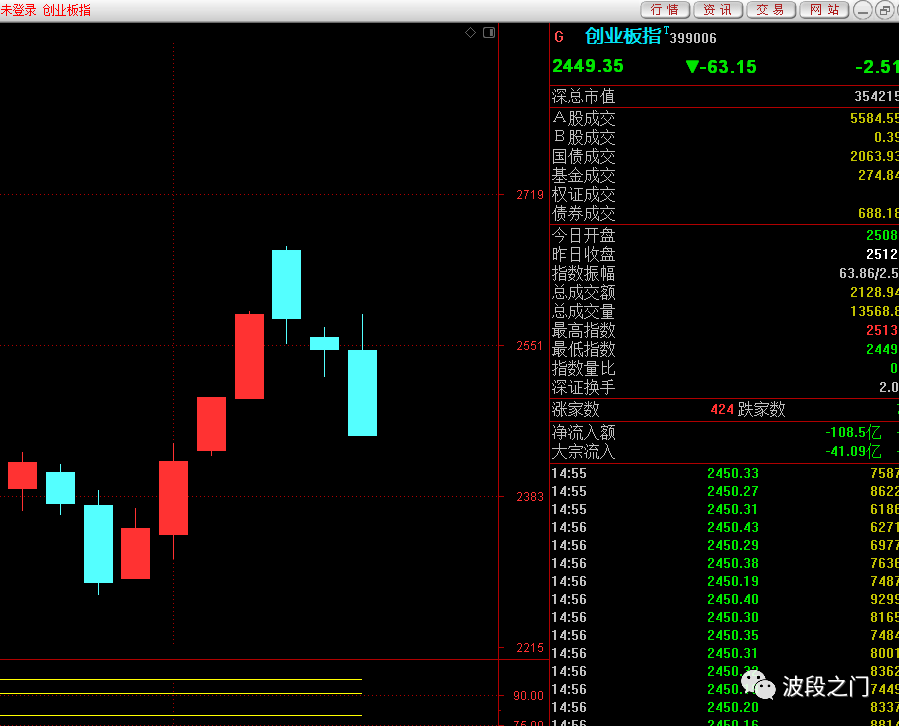 未登录 创业板指
行情 资讯 交易 网站
2719
2551
2383
2215
90.00
G 创业板指T399006
2449.35 ▼-63.15 -2.51
深总市值 354215
A股成交 5584.55
B股成交 0.39
国债成交 2063.93
基金成交 274.84
权证成交
债券成交 688.18
今日开盘 2508
昨日收盘 2512
指数振幅 63.86/2.5
总成交额 2128.94
总成交量 13568.8
最高指数 2513
最低指数 2449
指数量比 0
深证换手 2.0
涨家数 424 跌家数
净流入额 -108.5亿 -
大宗流入 -41.09亿 -
14:55 2450.33 7587
14:55 2450.27 8622
14:55 2450.31 6186
14:56 2450.43 6271
14:56 2450.29 6977
14:56 2450.38 7636
14:56 2450.19 7487
14:56 2450.40 9299
14:56 2450.30 8165
14:56 2450.35 7484
14:56 2450.31 8001
14:56 8362
14:56 7449
14:56 2450.20 8337
14:56 2450.16 8814
波段之门